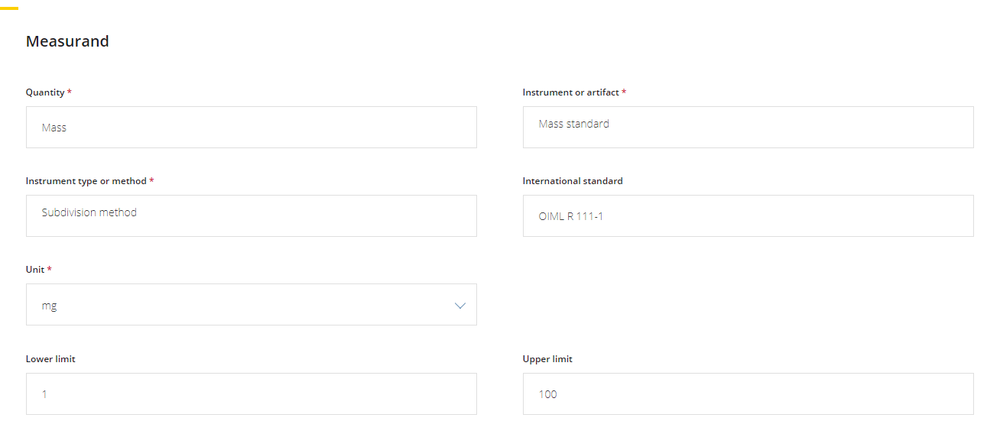 Measurand
Quantity *
Instrument or artifact *
Mass
Mass standard
Instrument type or method *
International standard
Subdivision method
OIML R 111-1
Unit *
mg
Lower limit
Upper limit
1
100